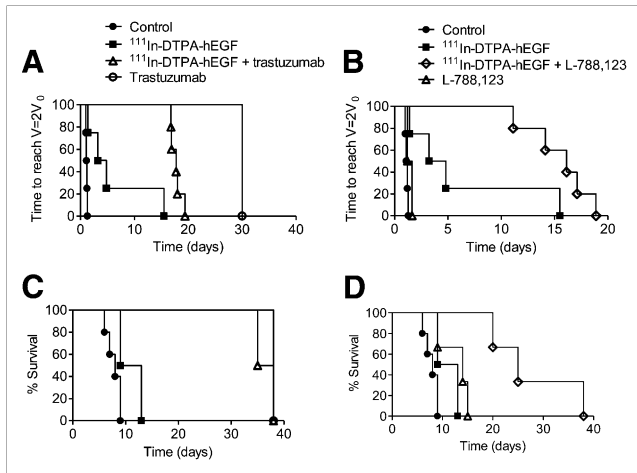 A
Control
¹¹¹In-DTPA-hEGF
¹¹¹In-DTPA-hEGF + trastuzumab
Trastuzumab
Time to reach V=2V₀
100
80
60
40
20
0
0 10 20 30 40
Time (days)
B
Control
¹¹¹In-DTPA-hEGF
¹¹¹In-DTPA-hEGF + L-788,123
L-788,123
Time to reach V=2V₀
100
80
60
40
20
0
0 5 10 15 20
Time (days)
C
% Survival
100
80
60
40
20
0
0 10 20 30 40
Time (days)
D
% Survival
100
80
60
40
20
0
0 10 20 30 40
Time (days)